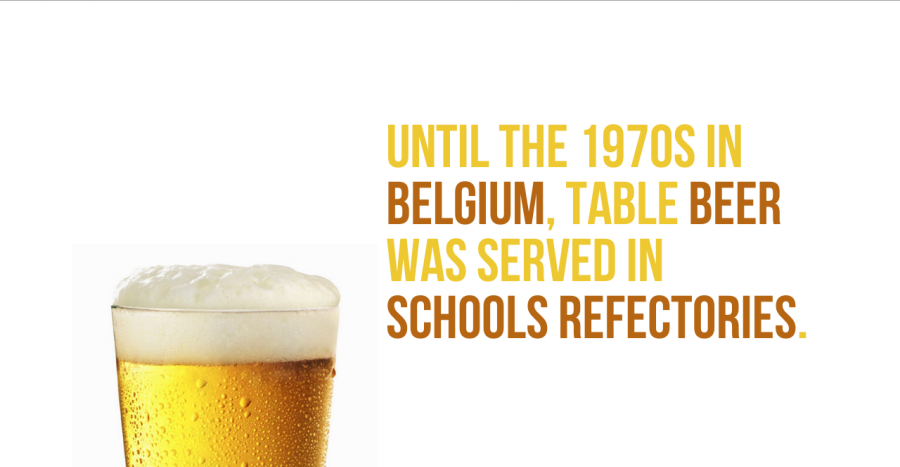 UNTIL THE 1970S IN
BELGIUM, TABLE BEER
WAS SERVED IN
SCHOOLS REFECTORIES.